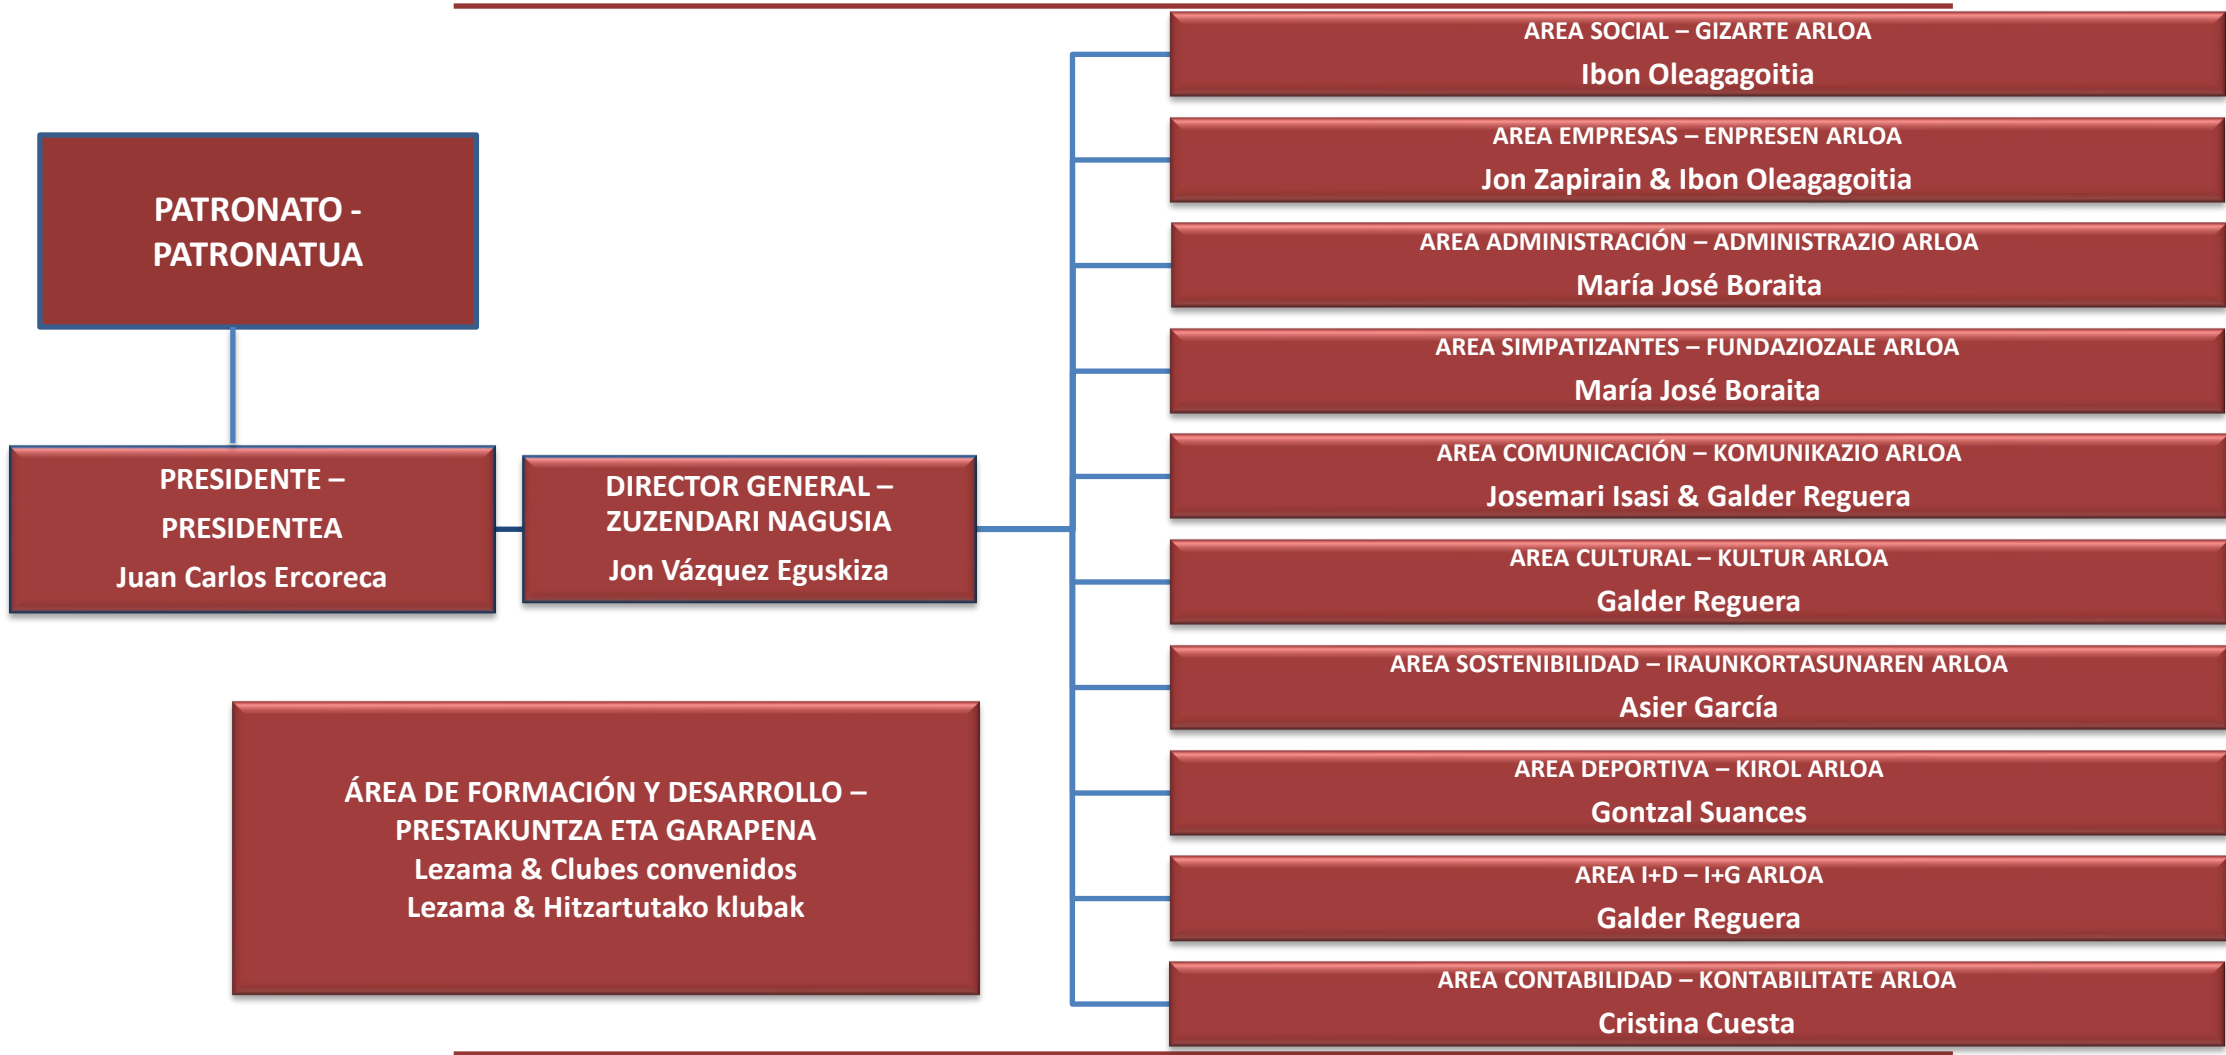 PATRONATO -
PATRONATUA
PRESIDENTE –
PRESIDENTEA
Juan Carlos Ercoreca
DIRECTOR GENERAL –
ZUZENDARI NAGUSIA
Jon Vázquez Eguskiza
ÁREA DE FORMACIÓN Y DESARROLLO –
PRESTAKUNTZA ETA GARAPENA
Lezama & Clubes convenidos
Lezama & Hitzartutako klubak
AREA SOCIAL – GIZARTE ARLOA
Ibon Oleagagoitia
AREA EMPRESAS – ENPRESEN ARLOA
Jon Zapirain & Ibon Oleagagoitia
AREA ADMINISTRACIÓN – ADMINISTRAZIO ARLOA
María José Boraita
AREA SIMPATIZANTES – FUNDAZIOZALE ARLOA
María José Boraita
AREA COMUNICACIÓN – KOMUNIKAZIO ARLOA
Josemari Isasi & Galder Reguera
AREA CULTURAL – KULTUR ARLOA
Galder Reguera
AREA SOSTENIBILIDAD – IRAUNKORTASUNAREN ARLOA
Asier García
AREA DEPORTIVA – KIROL ARLOA
Gontzal Suances
AREA I+D – I+G ARLOA
Galder Reguera
AREA CONTABILIDAD – KONTABILITATE ARLOA
Cristina Cuesta